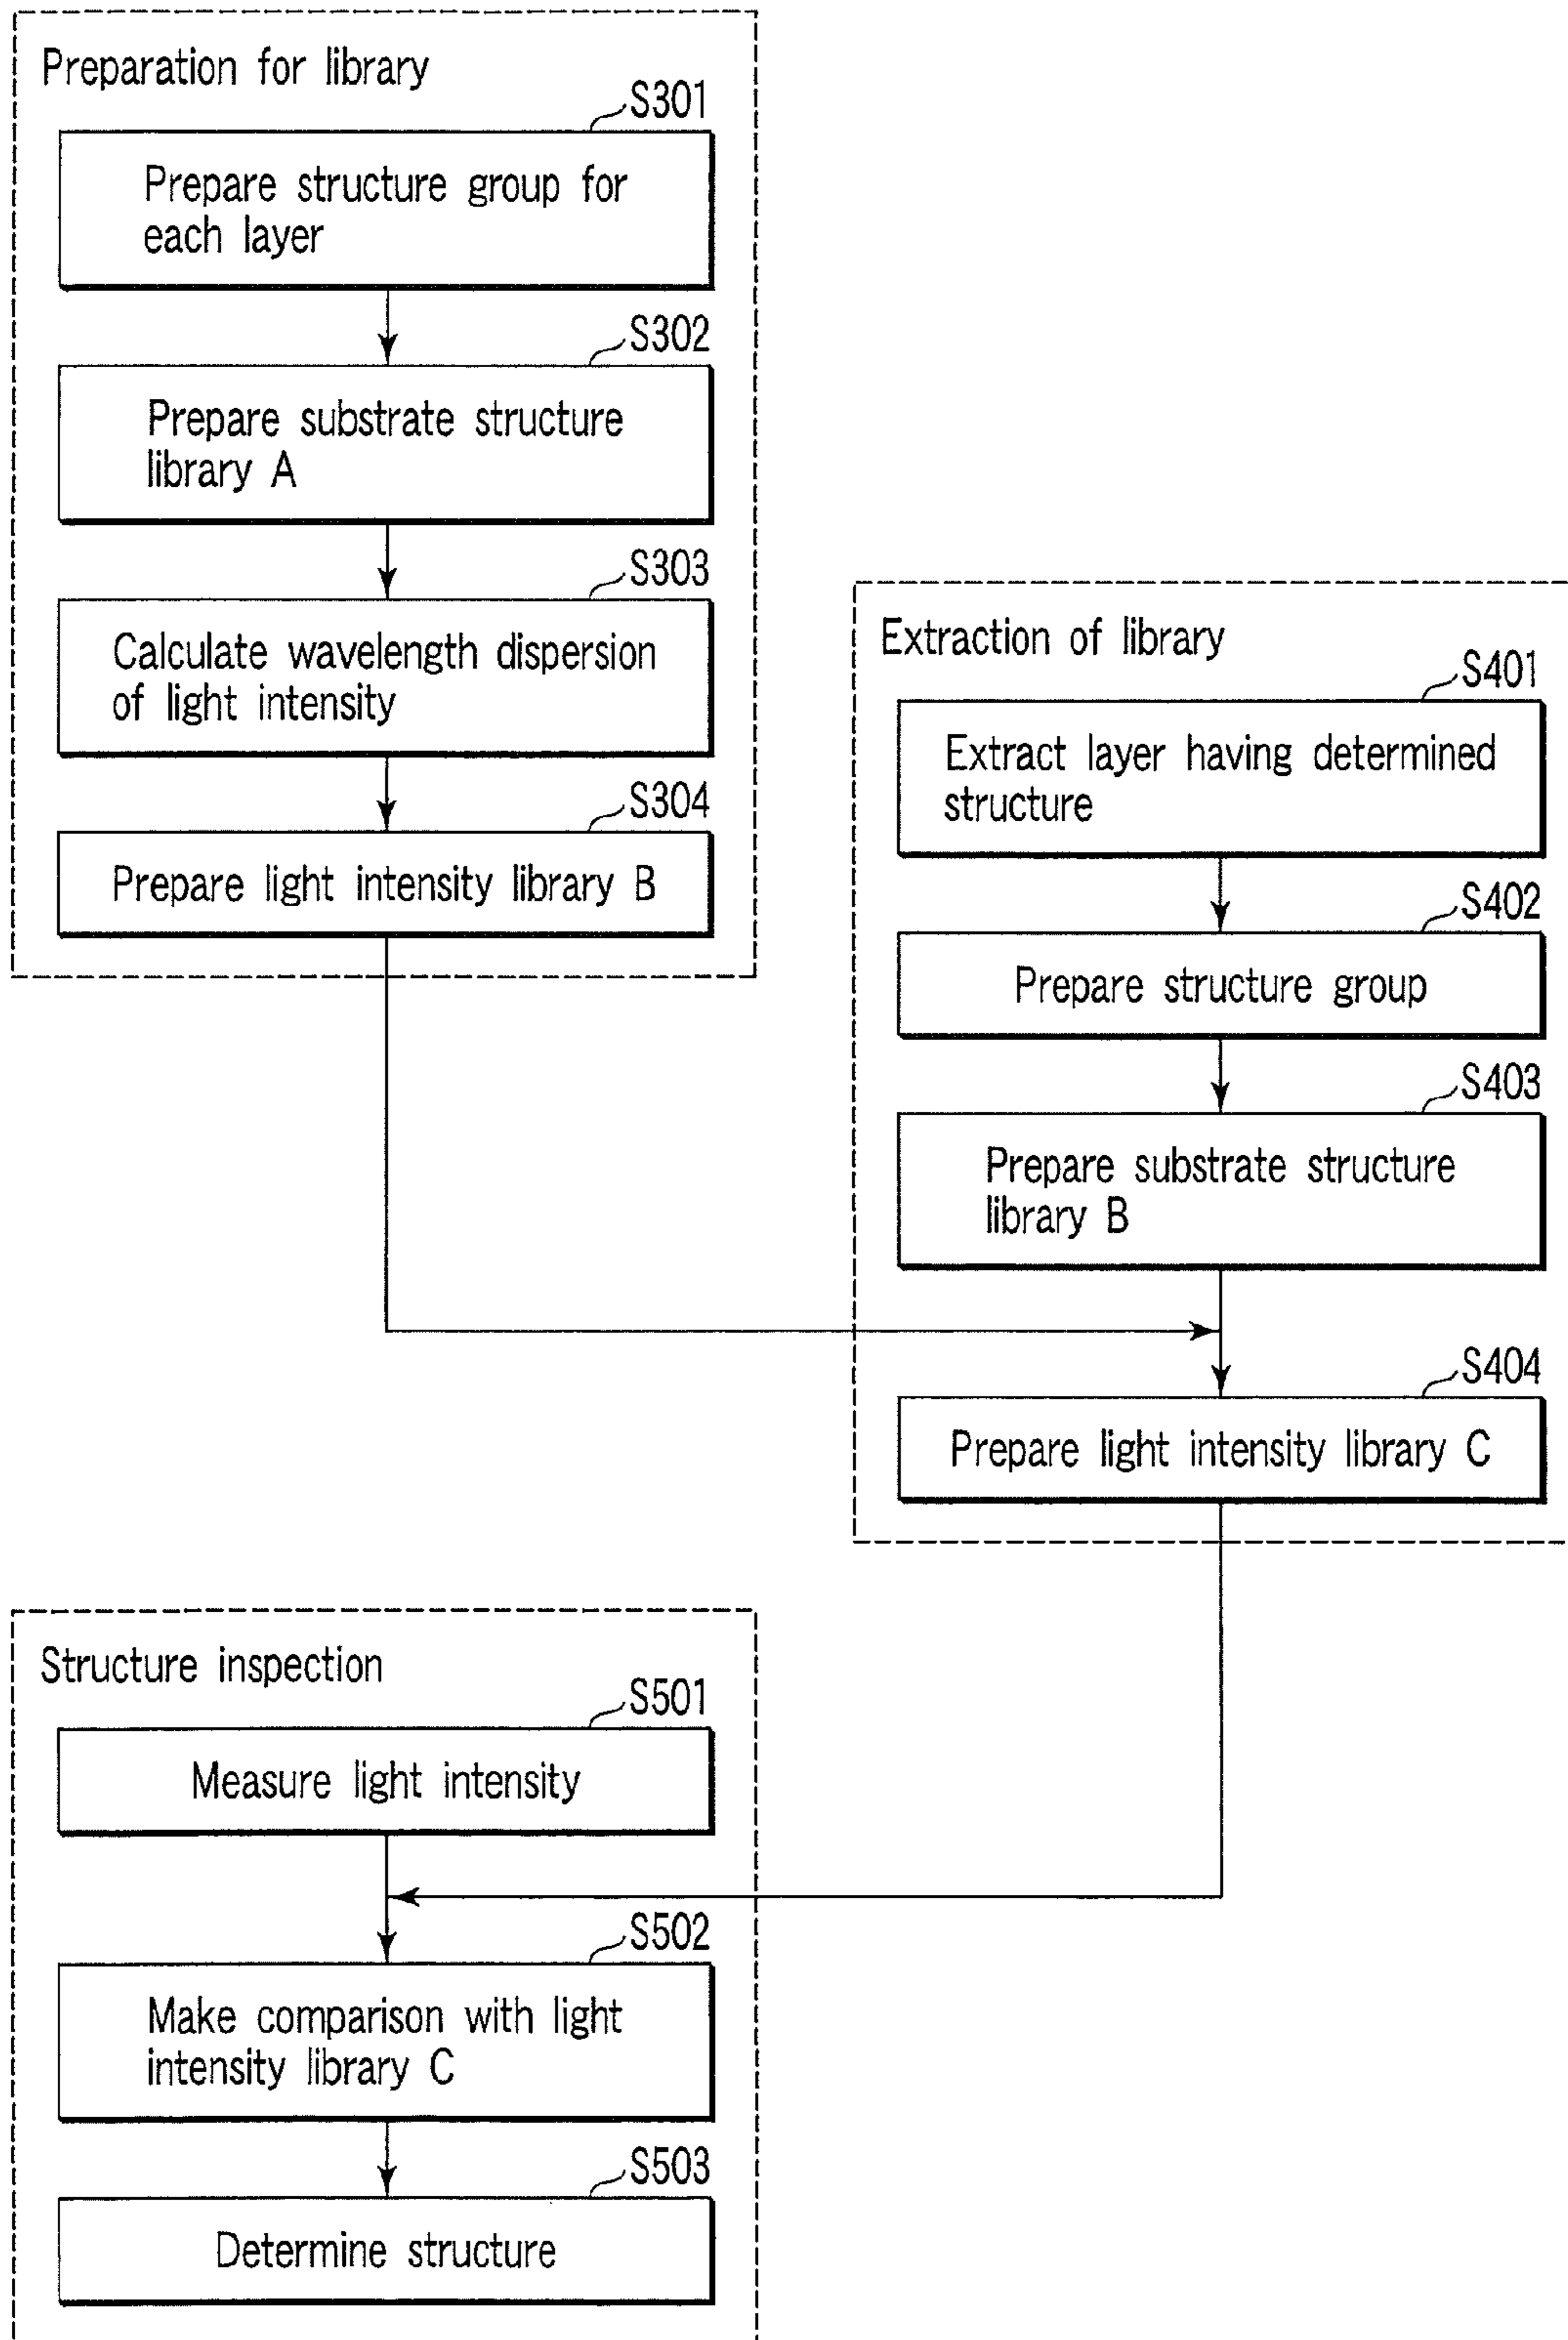 Preparation for library
S301
Prepare structure group for
each layer
S302
Prepare substrate structure
library A
S303
Calculate wavelength dispersion
of light intensity
S304
Prepare light intensity library B
Extraction of library
S401
Extract layer having determined
structure
S402
Prepare structure group
S403
Prepare substrate structure
library B
S404
Prepare light intensity library C
Structure inspection
S501
Measure light intensity
S502
Make comparison with light
intensity library C
S503
Determine structure